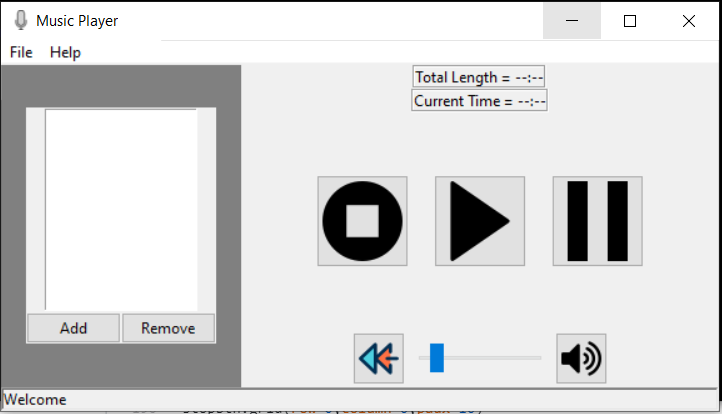 Music Player
File Help
Total Length = --:--
Current Time = --:--
Add Remove
Welcome